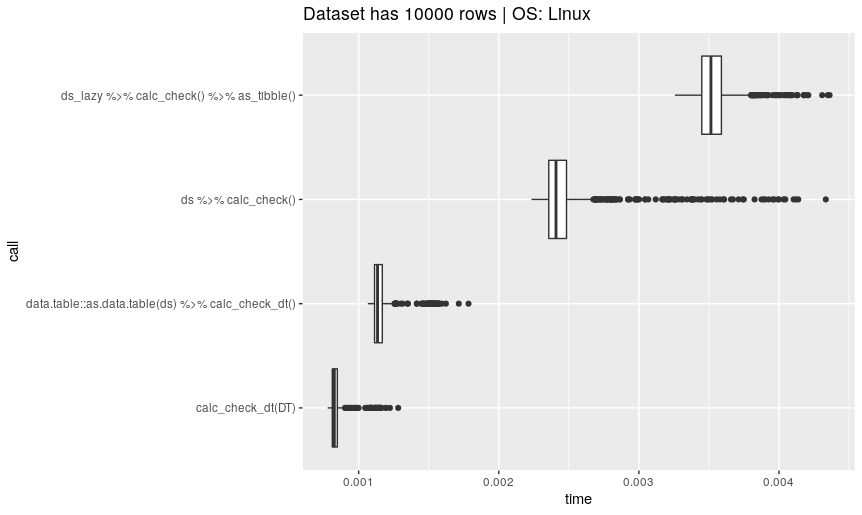 Dataset has 10000 rows | OS: Linux
call
ds_lazy %>% calc_check() %>% as_tibble()
ds %>% calc_check()
data.table::as.data.table(ds) %>% calc_check_dt()
calc_check_dt(DT)
0.001 0.002 0.003 0.004
time